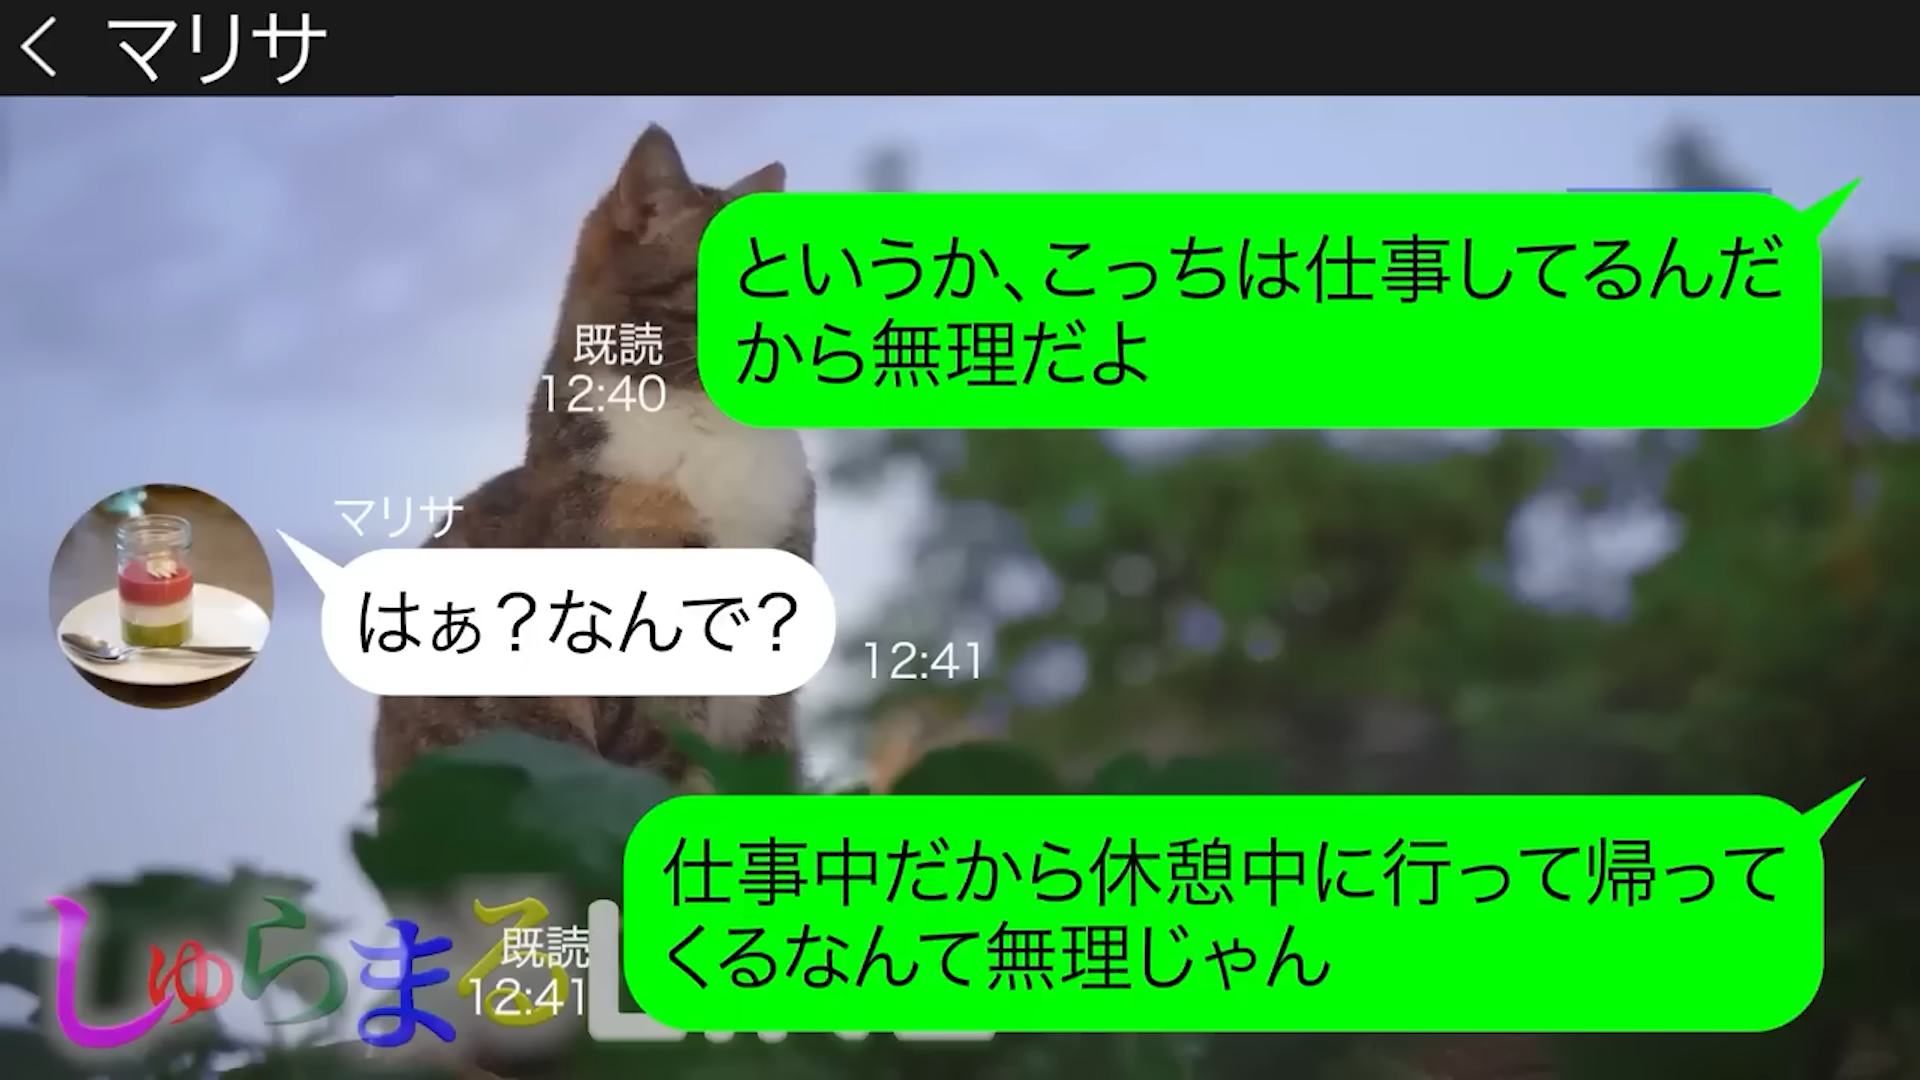 マリサ
というか、こっちは仕事してるんだ
から無理だよ
既読
12:40
マリサ
はぁ？なんで？
12:41
仕事中だから休憩中に行って帰って
くるなんて無理じゃん
既読
12:41
しゅらまる